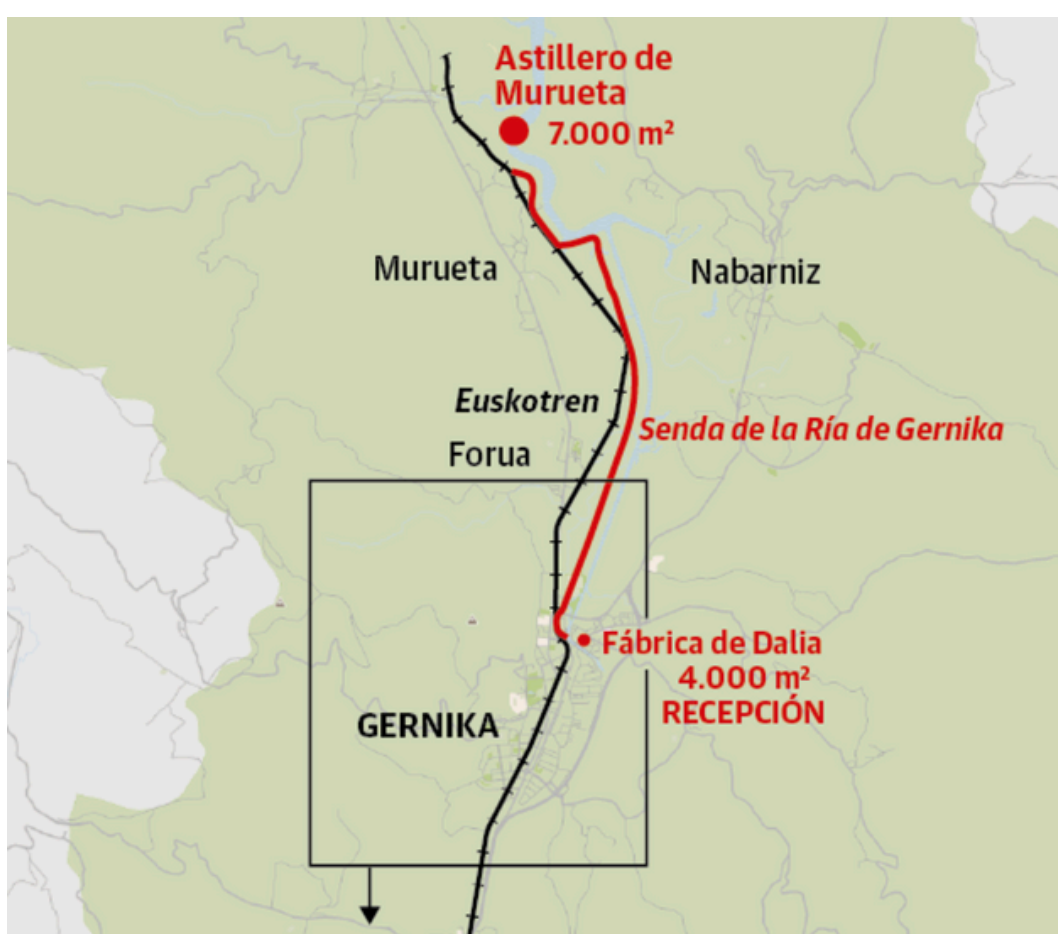 Astillero de
Murueta
7.000 m²
Murueta
Nabarniz
Euskotren
Senda de la Ría de Gernika
Forua
Fábrica de Dalia
4.000 m²
RECEPCIÓN
GERNIKA